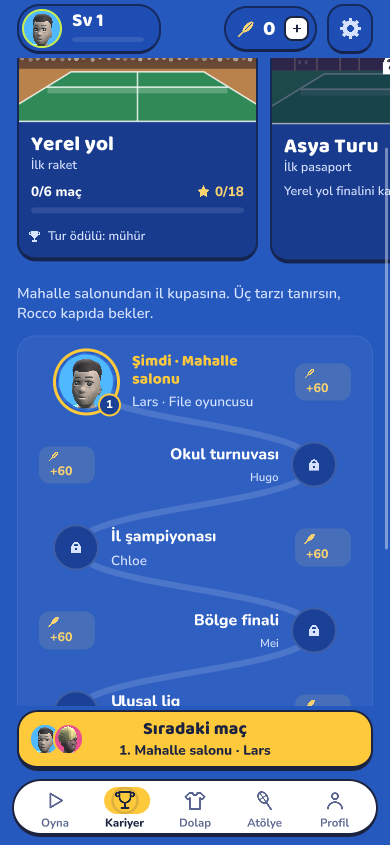 Sv 1
0
+
Yerel yol
İlk raket
0/6 maç
0/18
Tur ödülü: mühür
Asya Turu
İlk pasaport
Yerel yolu finalini ka
Mahalle salonundan il kupasına. Üç tarzı tanırsın,
Rocco kapıda bekler.
Şimdi · Mahalle
salonu
Lars · File oyuncusu
1
+60
Okul turnuvası
Hugo
+60
İl şampiyonası
Chloe
+60
Bölge finali
Mei
+60
Ulusal lig
Sıradaki maç
1. Mahalle salonu · Lars
Oyna
Kariyer
Dolap
Atölye
Profil